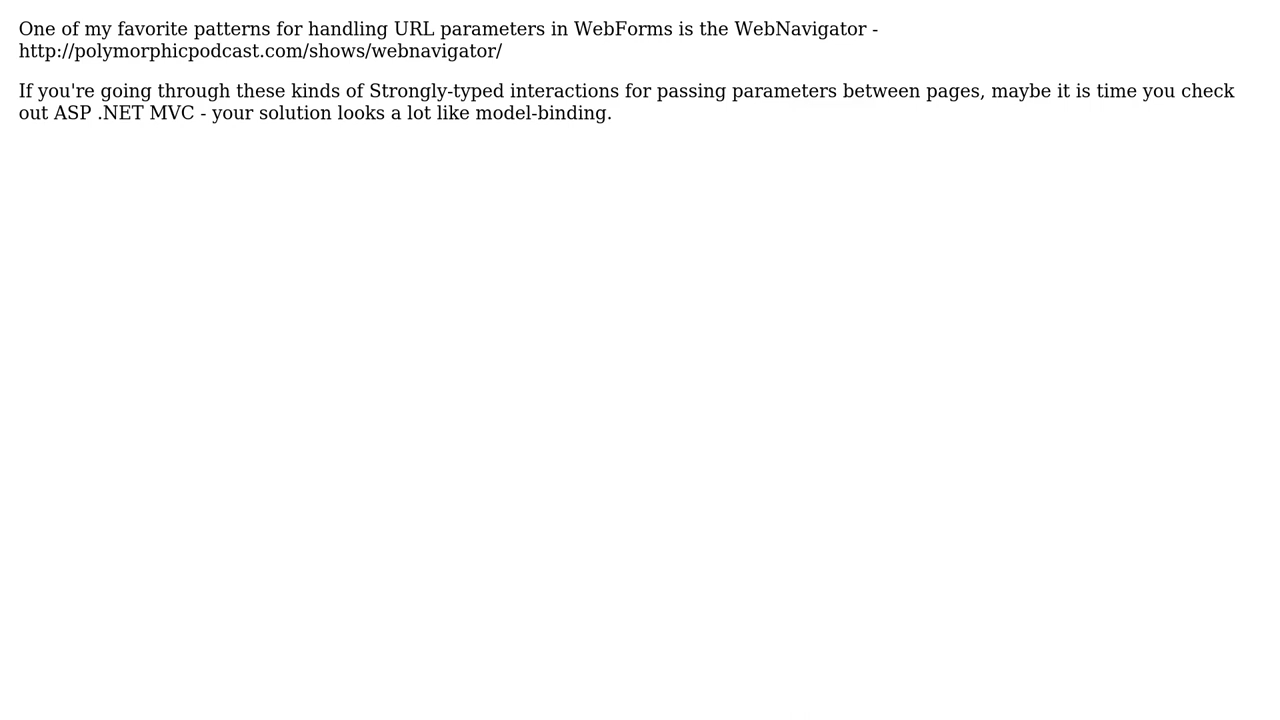 One of my favorite patterns for handling URL parameters in WebForms is the WebNavigator -
http://polymorphicpodcast.com/shows/webnavigator/
If you're going through these kinds of Strongly-typed interactions for passing parameters between pages, maybe it is time you check
out ASP .NET MVC - your solution looks a lot like model-binding.